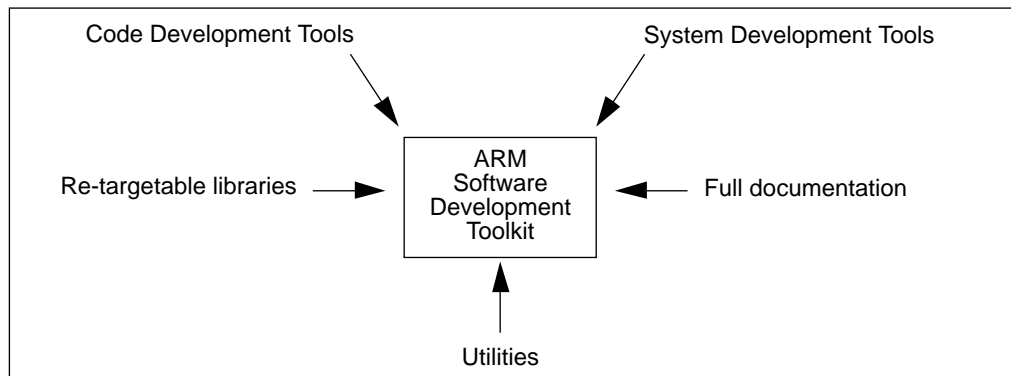 Code Development Tools
System Development Tools
ARM
Software
Development
Toolkit
Re-targetable libraries
Full documentation
Utilities